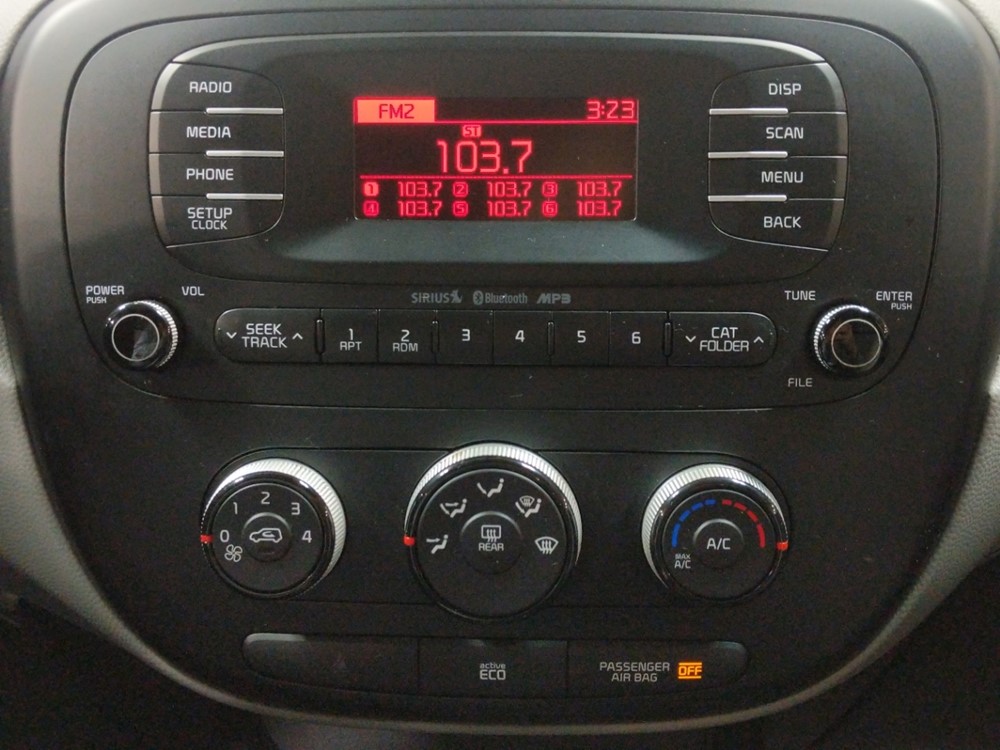 RADIO
MEDIA
PHONE
SETUP
CLOCK
FM2 3:23
ST
103.7
1 103.7 2 103.7 3 103.7
4 103.7 5 103.7 6 103.7
DISP
SCAN
MENU
BACK
POWER
PUSH
VOL
SIRIUS Bluetooth MP3
TUNE
ENTER
PUSH
FILE
SEEK
TRACK
1
RPT
2
RDM
3
4
5
6
CAT
FOLDER
0 1 2 3 4
REAR
A/C
MAX
A/C
active
ECO
PASSENGER
AIR BAG
OFF